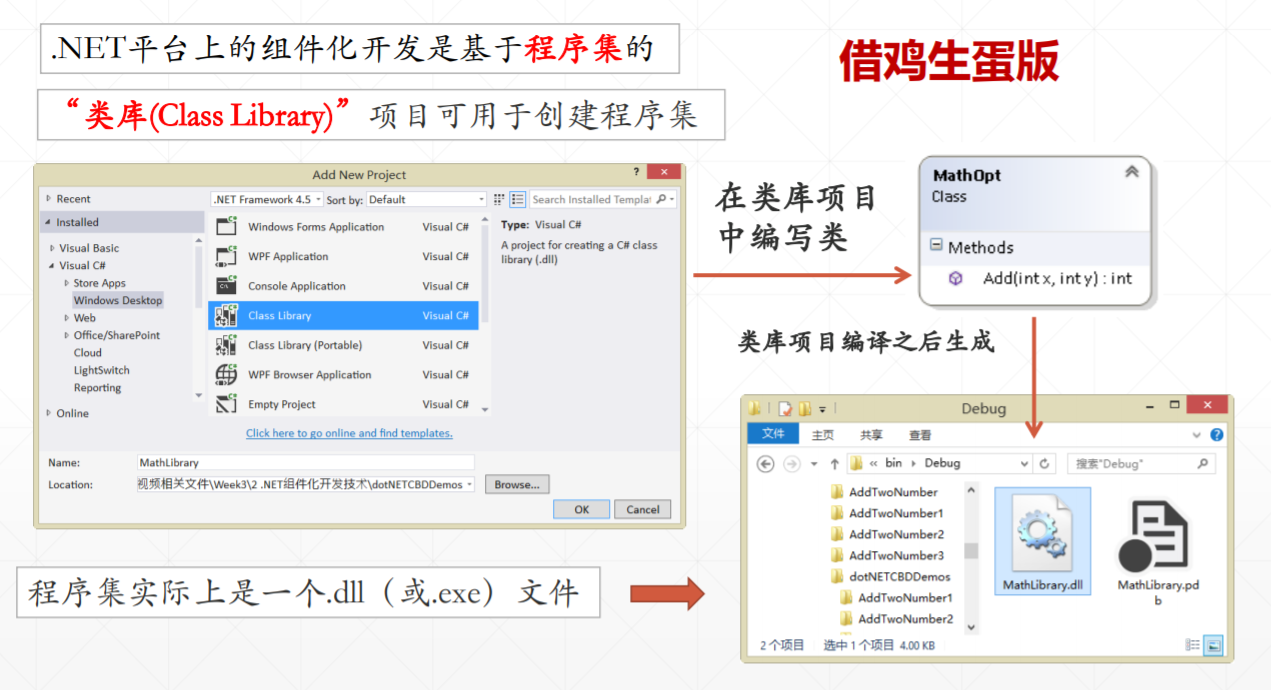 .NET平台上的组件化开发是基于程序集的
借鸡生蛋版
“类库(Class Library)”项目可用于创建程序集
Add New Project
?
Recent
.NET Framework 4.5
Sort by:
Default
Search Installed Templat
Installed
Visual Basic
Visual C#
Store Apps
Windows Desktop
Web
Office/SharePoint
Cloud
LightSwitch
Reporting
Online
Windows Forms Application Visual C#
WPF Application Visual C#
Console Application Visual C#
Class Library Visual C#
Class Library (Portable) Visual C#
WPF Browser Application Visual C#
Empty Project Visual C#
Type: Visual C#
A project for creating a C# class
library (.dll)
Click here to go online and find templates.
Name: MathLibrary
Location: 视频相关文件\Week3\2 .NET组件化开发技术\dotNETCBDDemos
Browse...
OK Cancel
在类库项目
中编写类
MathOpt
Class
Methods
Add(int x, int y) : int
类库项目编译之后生成
程序集实际上是一个.dll（或.exe）文件
Debug
文件 主页 共享 查看
« bin Debug
搜索"Debug"
AddTwoNumber
AddTwoNumber1
AddTwoNumber2
AddTwoNumber3
dotNETCBDDemos
AddTwoNumber1
AddTwoNumber2
MathLibrary.dll
MathLibrary.pd
b
2 个项目 选中 1 个项目 4.00 KB